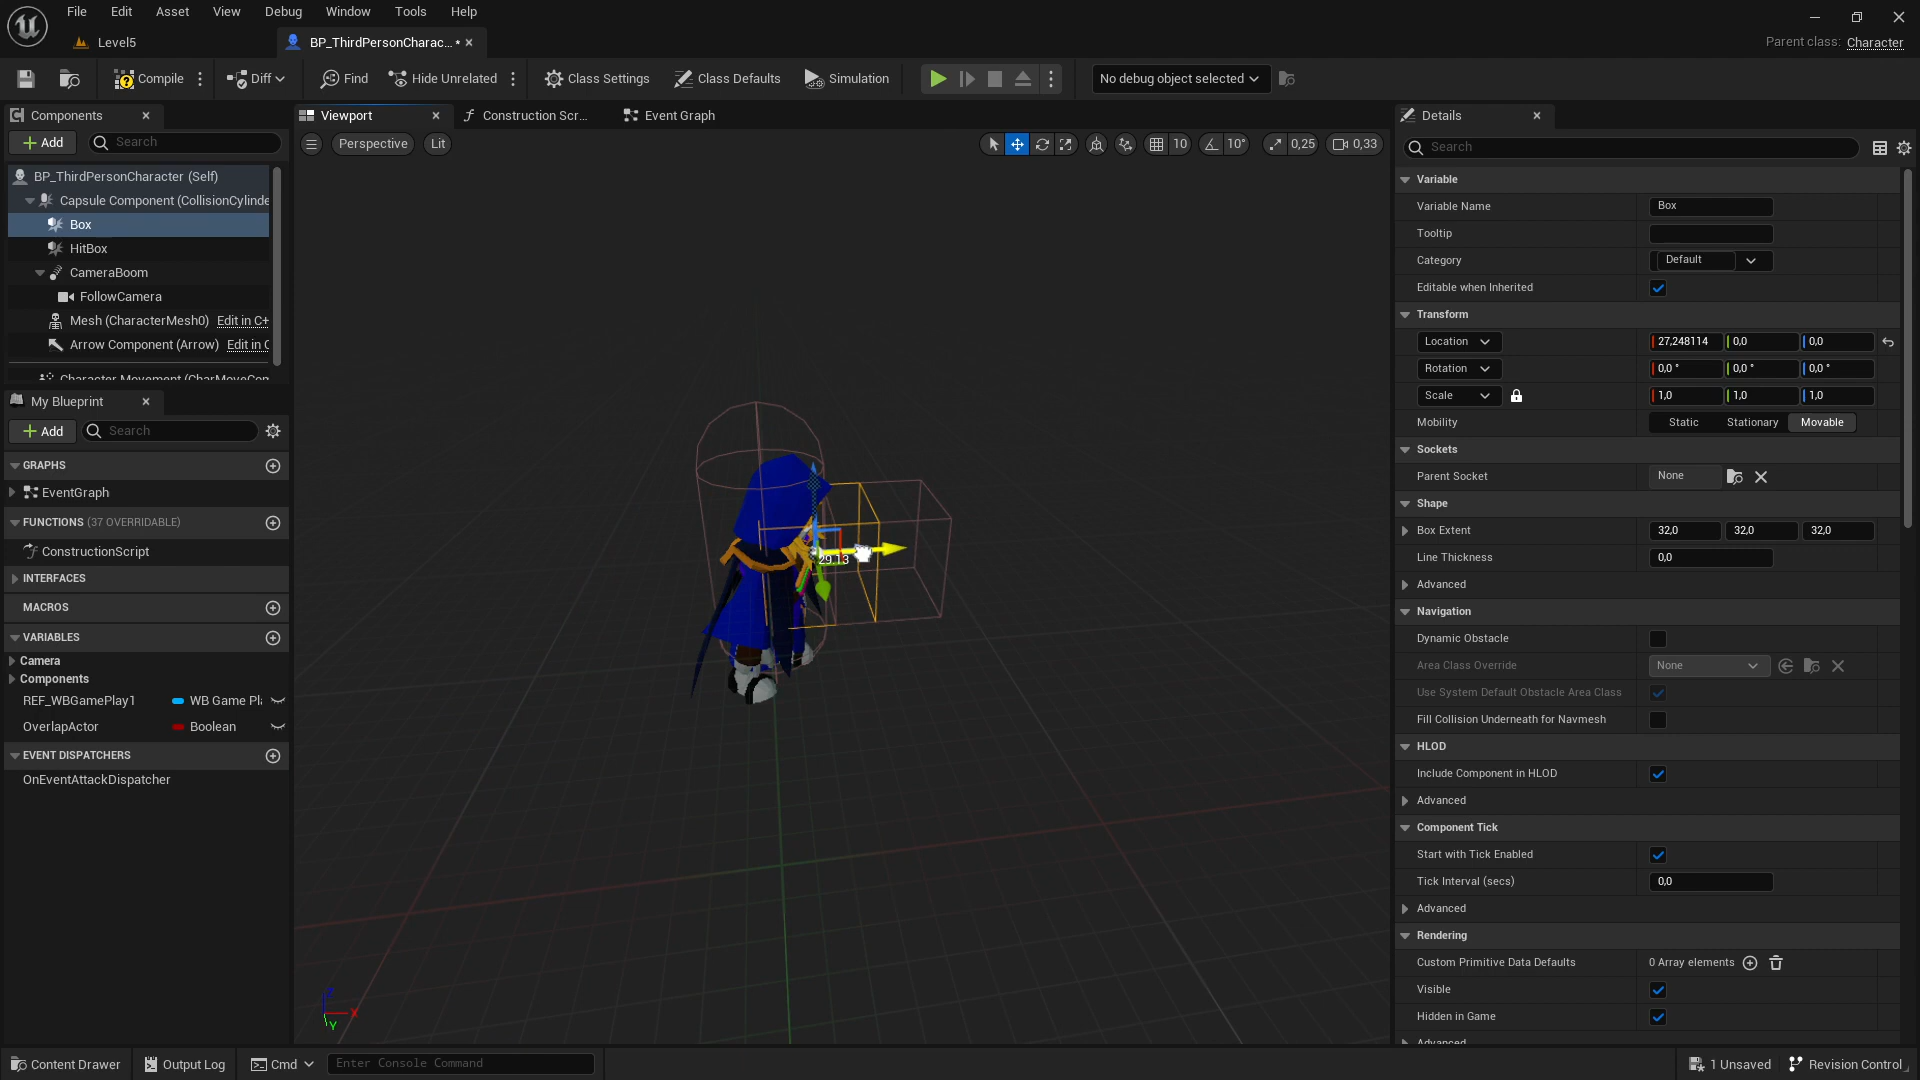 File Edit Asset View Debug Window Tools Help
Level5
BP_ThirdPersonCharac... •
Parent class: Character
Compile
Diff
Find
Hide Unrelated
Class Settings
Class Defaults
Simulation
No debug object selected
Components
Add
Search
BP_ThirdPersonCharacter (Self)
Capsule Component (CollisionCylinde
Box
HitBox
CameraBoom
FollowCamera
Mesh (CharacterMesh0) Edit in C+
Arrow Component (Arrow) Edit in C
Character Movement (CharMoveCom
My Blueprint
Add
Search
GRAPHS
EventGraph
FUNCTIONS (37 OVERRIDABLE)
ConstructionScript
INTERFACES
MACROS
VARIABLES
Camera
Components
REF_WBGamePlay1 WB Game Pla
OverlapActor Boolean
EVENT DISPATCHERS
OnEventAttackDispatcher
Viewport
Construction Scr...
Event Graph
Perspective
Lit
10
10°
0,25
0,33
29.13
Z
X
Y
Details
Search
Variable
Variable Name Box
Tooltip
Category Default
Editable when Inherited
Transform
Location 27,248114 0,0 0,0
Rotation 0,0 ° 0,0 ° 0,0 °
Scale 1,0 1,0 1,0
Mobility Static Stationary Movable
Sockets
Parent Socket None
Shape
Box Extent 32,0 32,0 32,0
Line Thickness 0,0
Advanced
Navigation
Dynamic Obstacle
Area Class Override None
Use System Default Obstacle Area Class
Fill Collision Underneath for Navmesh
HLOD
Include Component in HLOD
Advanced
Component Tick
Start with Tick Enabled
Tick Interval (secs) 0,0
Advanced
Rendering
Custom Primitive Data Defaults 0 Array elements
Visible
Hidden in Game
Advanced
Content Drawer
Output Log
Cmd
Enter Console Command
1 Unsaved
Revision Control